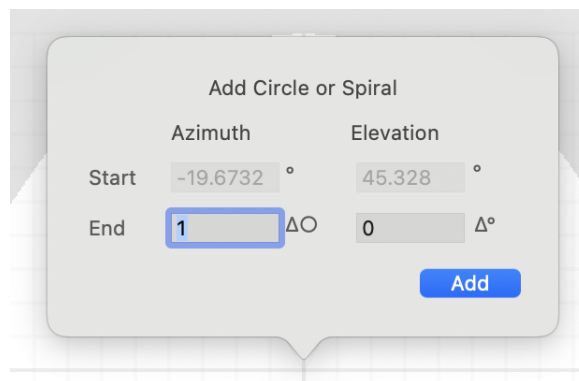 Add Circle or Spiral
Azimuth Elevation
Start -19.6732 ° 45.328 °
End 1 ΔO 0 Δ°
Add